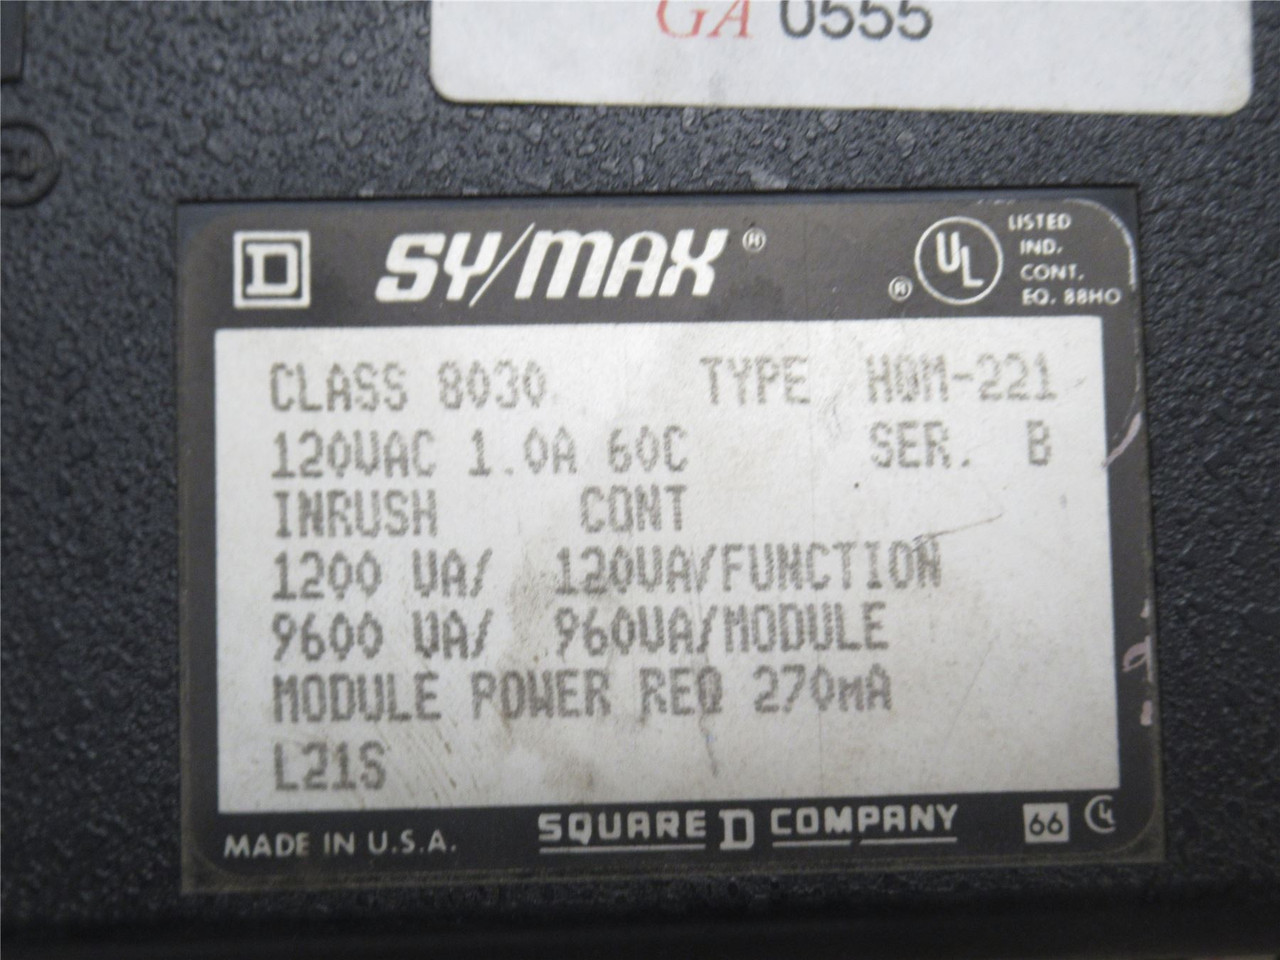 GA 0555
D SY/MAX ® ® UL LISTED
IND.
CONT.
EQ. 88HO
CLASS 8030 TYPE HOM-221
120VAC 1.0A 60C SER. B
INRUSH CONT
1200 VA/ 120VA/FUNCTION
9600 VA/ 960VA/MODULE
MODULE POWER REQ 270mA
L21S
MADE IN U.S.A. SQUARE D COMPANY 66